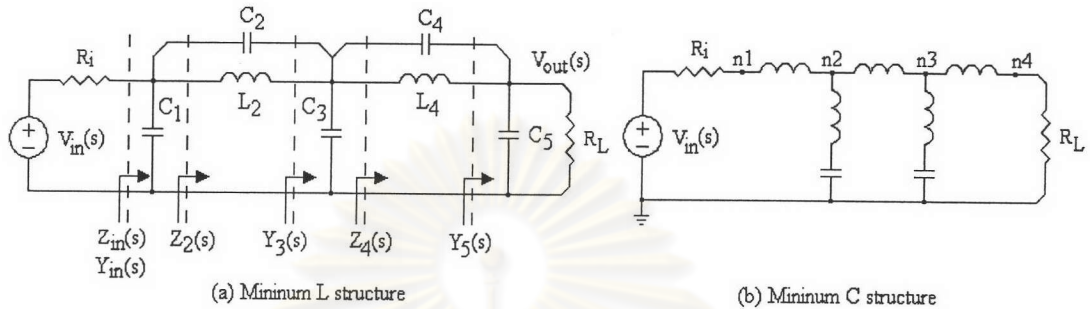 C2
C4
Ri
Vout(s)
Ri
n1
n2
n3
n4
L2
L4
C1
C3
C5
RL
Vin(s)
+
−
Vin(s)
+
−
RL
Zin(s)
Z2(s)
Y3(s)
Z4(s)
Y5(s)
Yin(s)
(a) Mininum L structure
(b) Mininum C structure